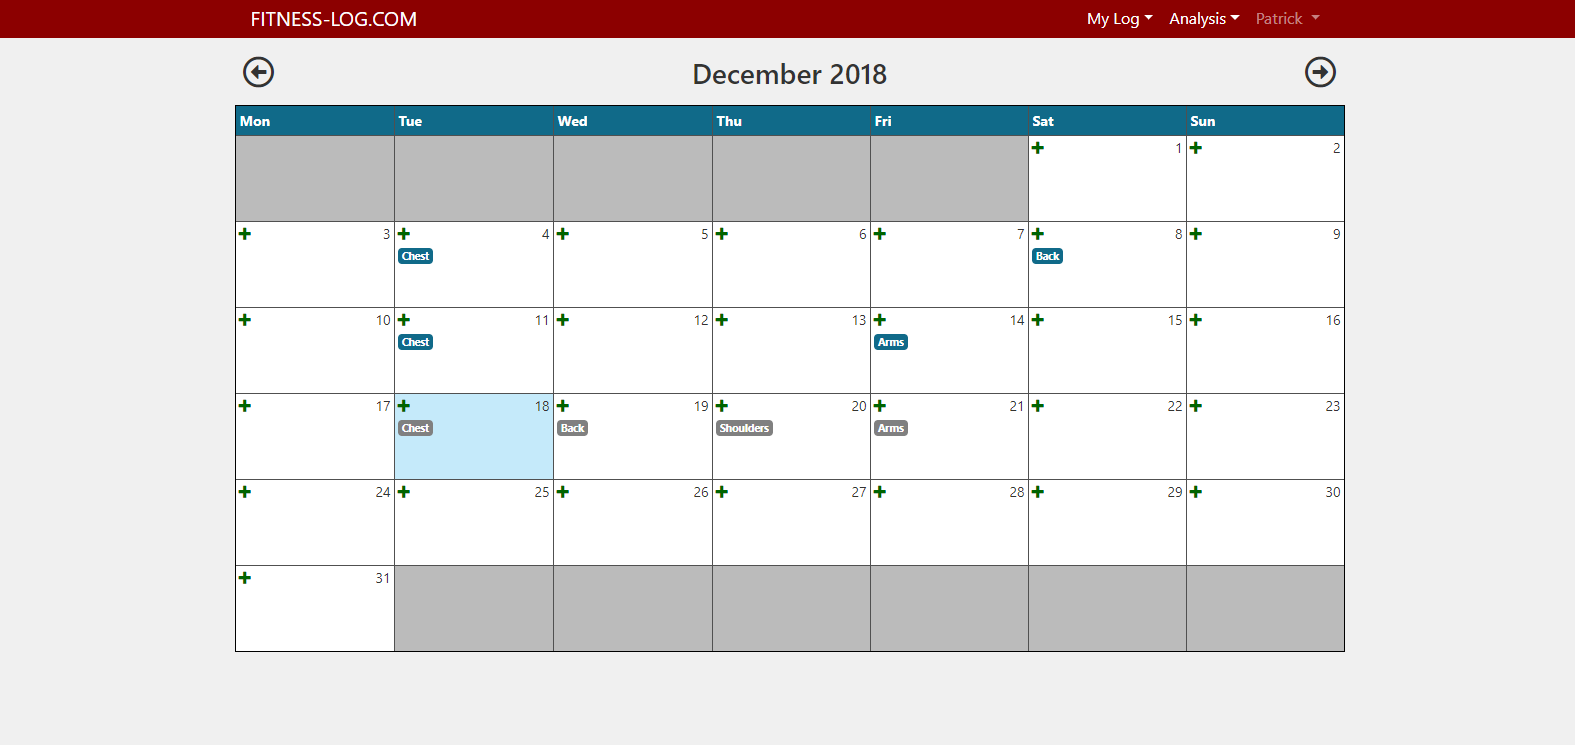 FITNESS-LOG.COM My Log Analysis Patrick
December 2018
Mon Tue Wed Thu Fri Sat Sun
1 2
3 4 5 6 7 8 9
Chest Back
10 11 12 13 14 15 16
Chest Arms
17 18 19 20 21 22 23
Chest Back Shoulders Arms
24 25 26 27 28 29 30
31